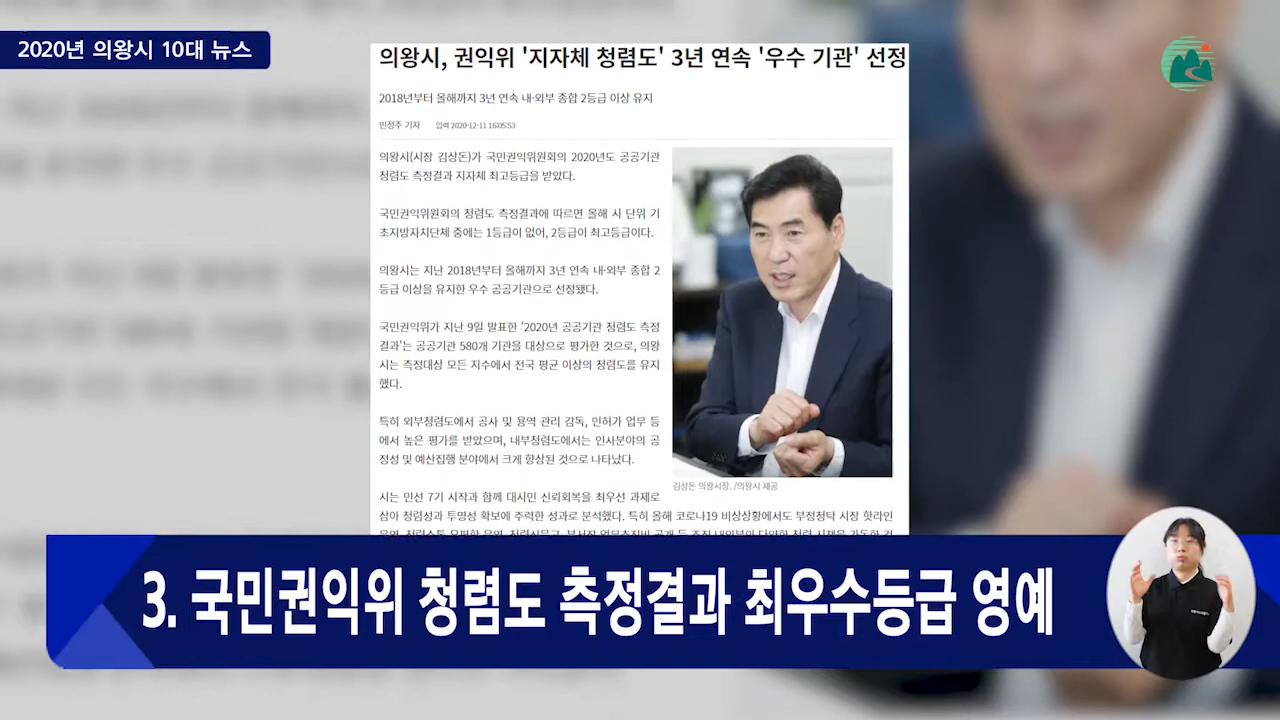 2020년 의왕시 10대 뉴스
의왕시, 권익위 '지자체 청렴도' 3년 연속 '우수 기관' 선정
2018년부터 올해까지 3년 연속 내·외부 종합 2등급 이상 유지
민정주 기자 입력 2020-12-11 16:05:53
의왕시(시장 김상돈)가 국민권익위원회의 2020년도 공공기관
청렴도 측정결과 지자체 최고등급을 받았다.
국민권익위원회의 청렴도 측정결과에 따르면 올해 시 단위 기
초지방자치단체 중에는 1등급이 없어, 2등급이 최고등급이다.
의왕시는 지난 2018년부터 올해까지 3년 연속 내·외부 종합 2
등급 이상을 유지한 우수 공공기관으로 선정됐다.
국민권익위가 지난 9일 발표한 '2020년 공공기관 청렴도 측정
결과'는 공공기관 580개 기관을 대상으로 평가한 것으로, 의왕
시는 측정대상 모든 지수에서 전국 평균 이상의 청렴도를 유지
했다.
특히 외부청렴도에서 공사 및 용역 관리 감독, 인허가 업무 등
에서 높은 평가를 받았으며, 내부청렴도에서는 인사분야의 공
정성 및 예산집행 분야에서 크게 향상된 것으로 나타났다.
김상돈 의왕시장. /의왕시 제공
시는 민선 7기 시작과 함께 대시민 신뢰회복을 최우선 과제로
삼아 청렴성과 투명성 확보에 주력한 성과로 분석했다. 특히 올해 코로나19 비상상황에서도 부정청탁 시장 핫라인
3. 국민권익위 청렴도 측정결과 최우수등급 영예